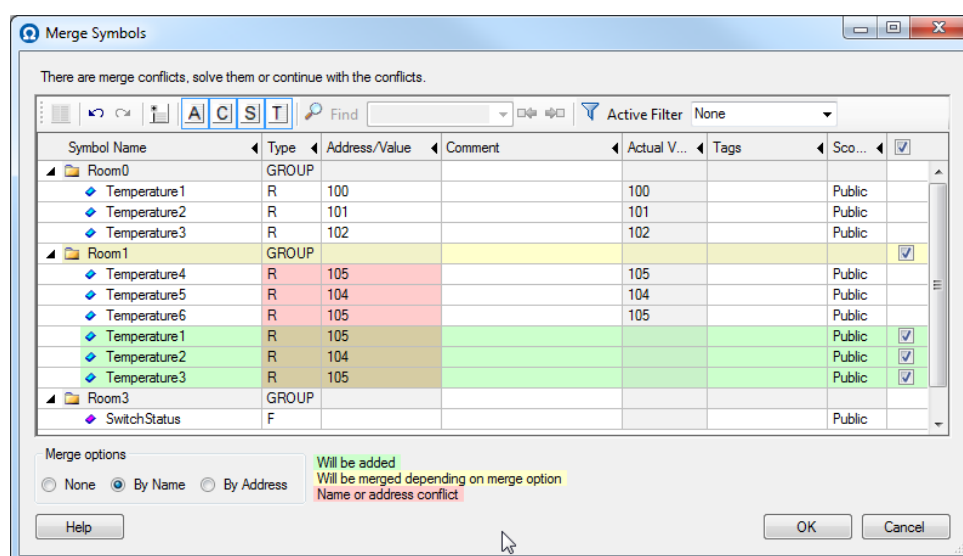 Merge Symbols
There are merge conflicts, solve them or continue with the conflicts.
A C S T Find Active Filter None
Symbol Name Type Address/Value Comment Actual V... Tags Sco...
Room0 GROUP
Temperature1 R 100 100 Public
Temperature2 R 101 101 Public
Temperature3 R 102 102 Public
Room1 GROUP
Temperature4 R 105 105 Public
Temperature5 R 104 104 Public
Temperature6 R 105 105 Public
Temperature1 R 105 Public
Temperature2 R 104 Public
Temperature3 R 105 Public
Room3 GROUP
SwitchStatus F Public
Merge options
None By Name By Address
Will be added
Will be merged depending on merge option
Name or address conflict
Help OK Cancel